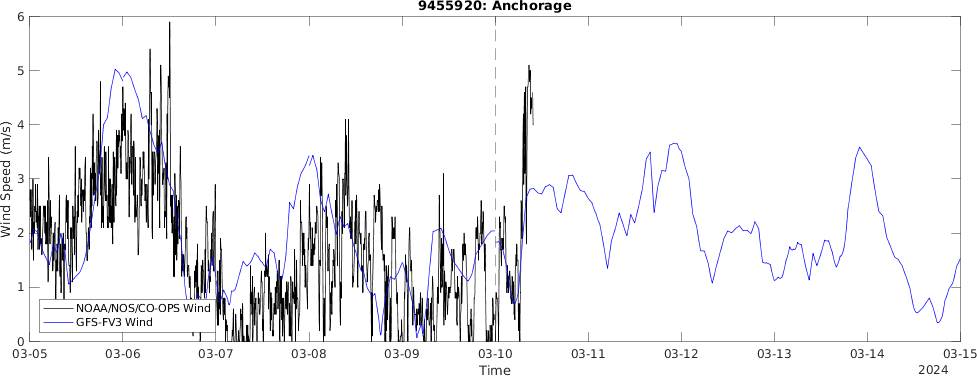 9455920: Anchorage
6
5
4
3
2
1
0
Wind Speed (m/s)
NOAA/NOS/CO-OPS Wind
GFS-FV3 Wind
03-05 03-06 03-07 03-08 03-09 03-10 03-11 03-12 03-13 03-14 03-15
Time
2024